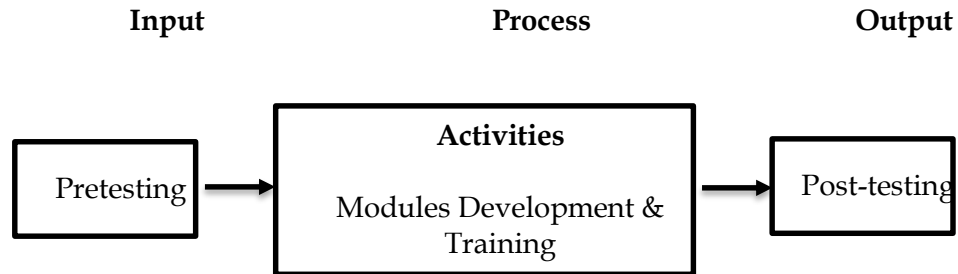 Input Process Output
Activities
Pretesting
Modules Development &
Training
Post-testing